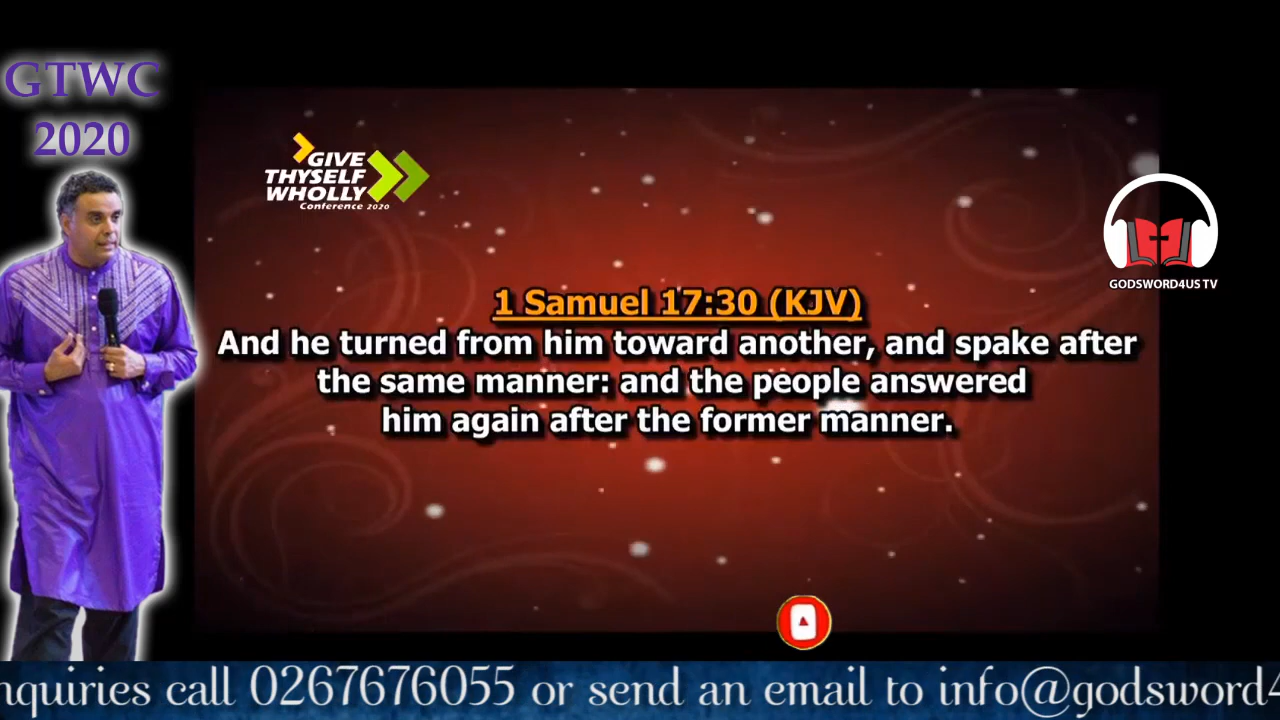 GTWC
2020
GIVE
THYSELF
WHOLLY
Conference 2020
GODSWORD4US TV
1 Samuel 17:30 (KJV)
And he turned from him toward another, and spake after
the same manner: and the people answered
him again after the former manner.
nquiries call 0267676055 or send an email to info@godsword4